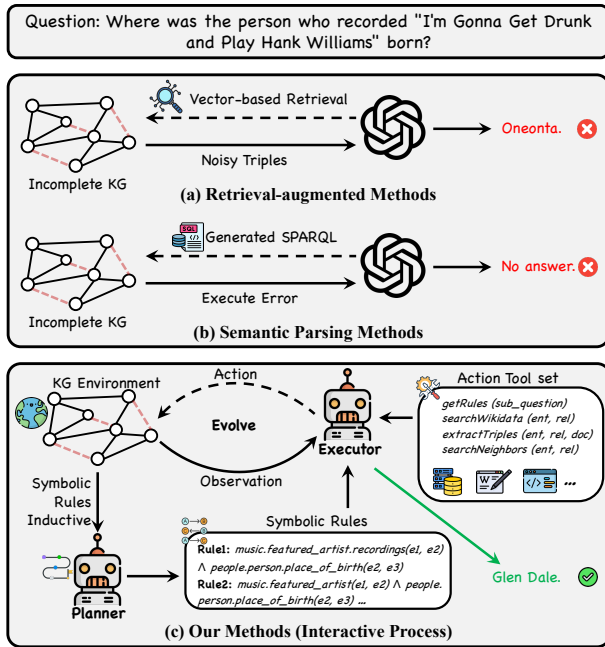 Question: Where was the person who recorded "I'm Gonna Get Drunk
and Play Hank Williams" born?
Vector-based Retrieval
Noisy Triples
Oneonta.
Incomplete KG
(a) Retrieval-augmented Methods
SQL
Generated SPARQL
Execute Error
No answer.
Incomplete KG
(b) Semantic Parsing Methods
KG Environment
Action
Evolve
Observation
Executor
Action Tool set
getRules (sub_question)
searchWikidata (ent, rel)
extractTriples (ent, rel, doc)
searchNeighbors (ent, rel)
W
</>
...
Symbolic
Rules
Inductive
Planner
Symbolic Rules
A
B
C
B
A
C
Rule1: music.featured_artist.recordings(e1, e2)
∧ people.person.place_of_birth(e2, e3)
Rule2: music.featured_artist(e1, e2) ∧ people.
person.place_of_birth(e2, e3) ...
Glen Dale.
(c) Our Methods (Interactive Process)